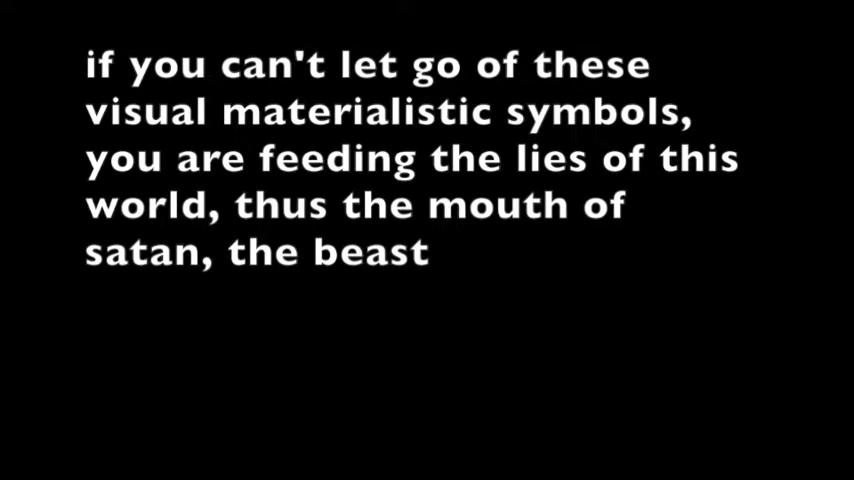 if you can't let go of these
visual materialistic symbols,
you are feeding the lies of this
world, thus the mouth of
satan, the beast